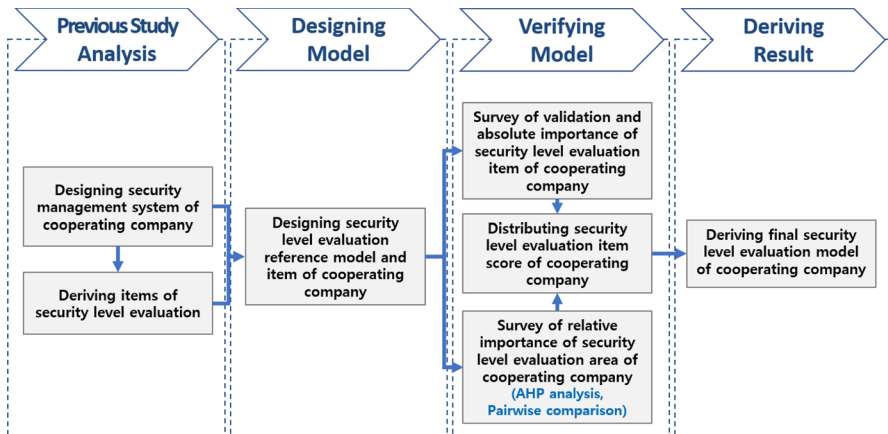 Previous Study
Analysis
Designing
Model
Verifying
Model
Deriving
Result
Designing security
management system of
cooperating company
Deriving items of
security level evaluation
Designing security
level evaluation
reference model and
item of cooperating
company
Survey of validation and
absolute importance of
security level evaluation
item of cooperating
company
Distributing security
level evaluation item
score of cooperating
company
Survey of relative
importance of security
level evaluation area of
cooperating company
(AHP analysis,
Pairwise comparison)
Deriving final security
level evaluation model
of cooperating company